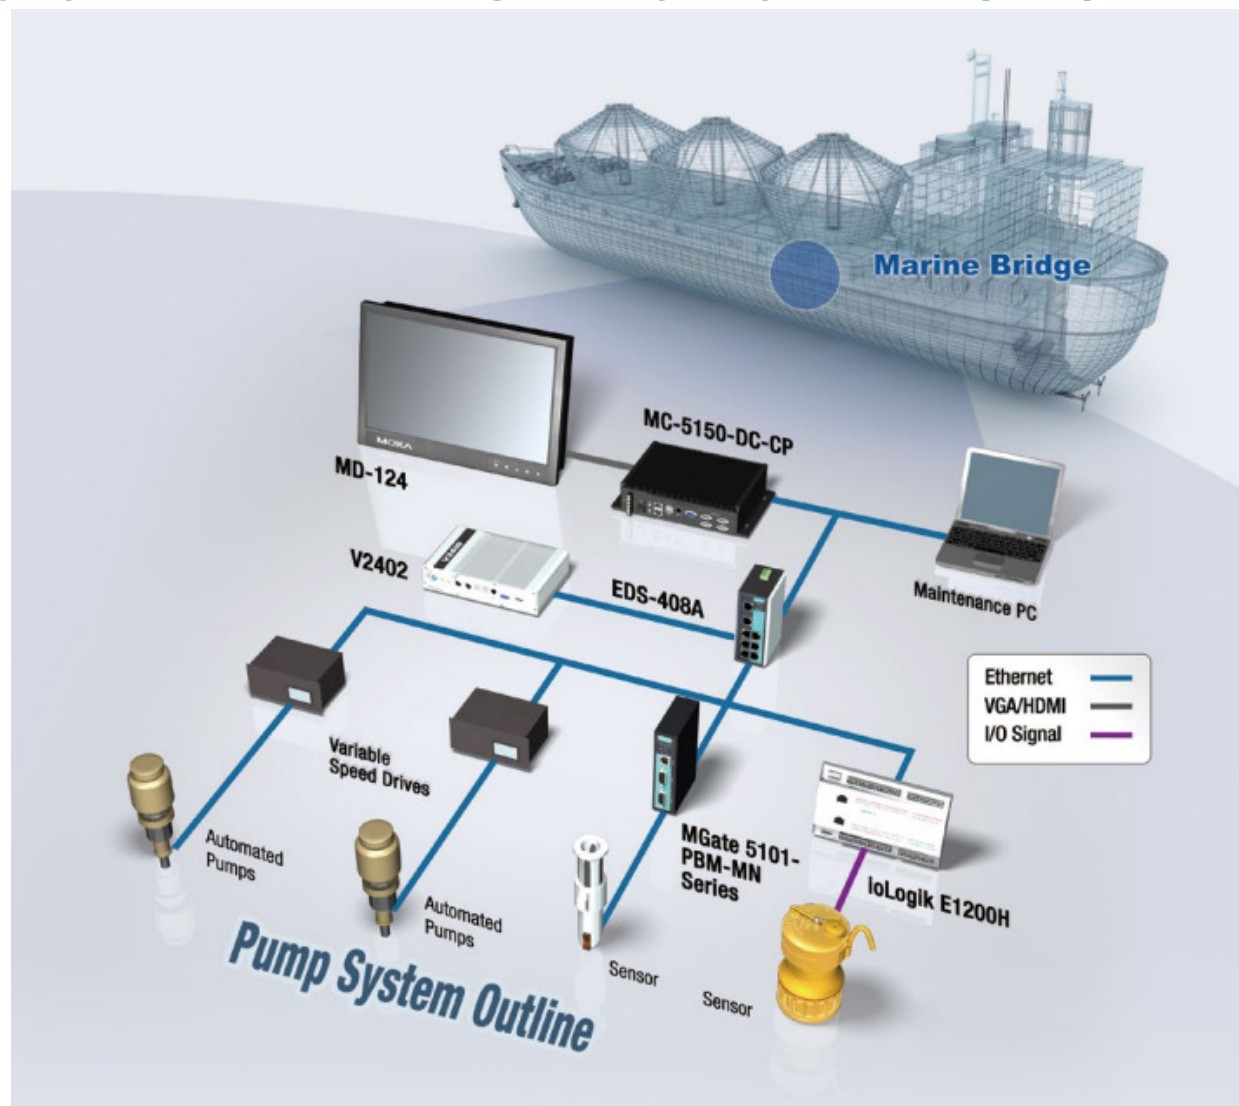 Marine Bridge
MC-5150-DC-CP
MOXA
MD-124
V2402
V2402
EDS-408A
Maintenance PC
Ethernet
VGA/HDMI
I/O Signal
Variable
Speed Drives
MGate 5101-
PBM-MN
Series
ioLogik E1200H
Automated
Pumps
Automated
Pumps
Sensor
Sensor
Pump System Outline